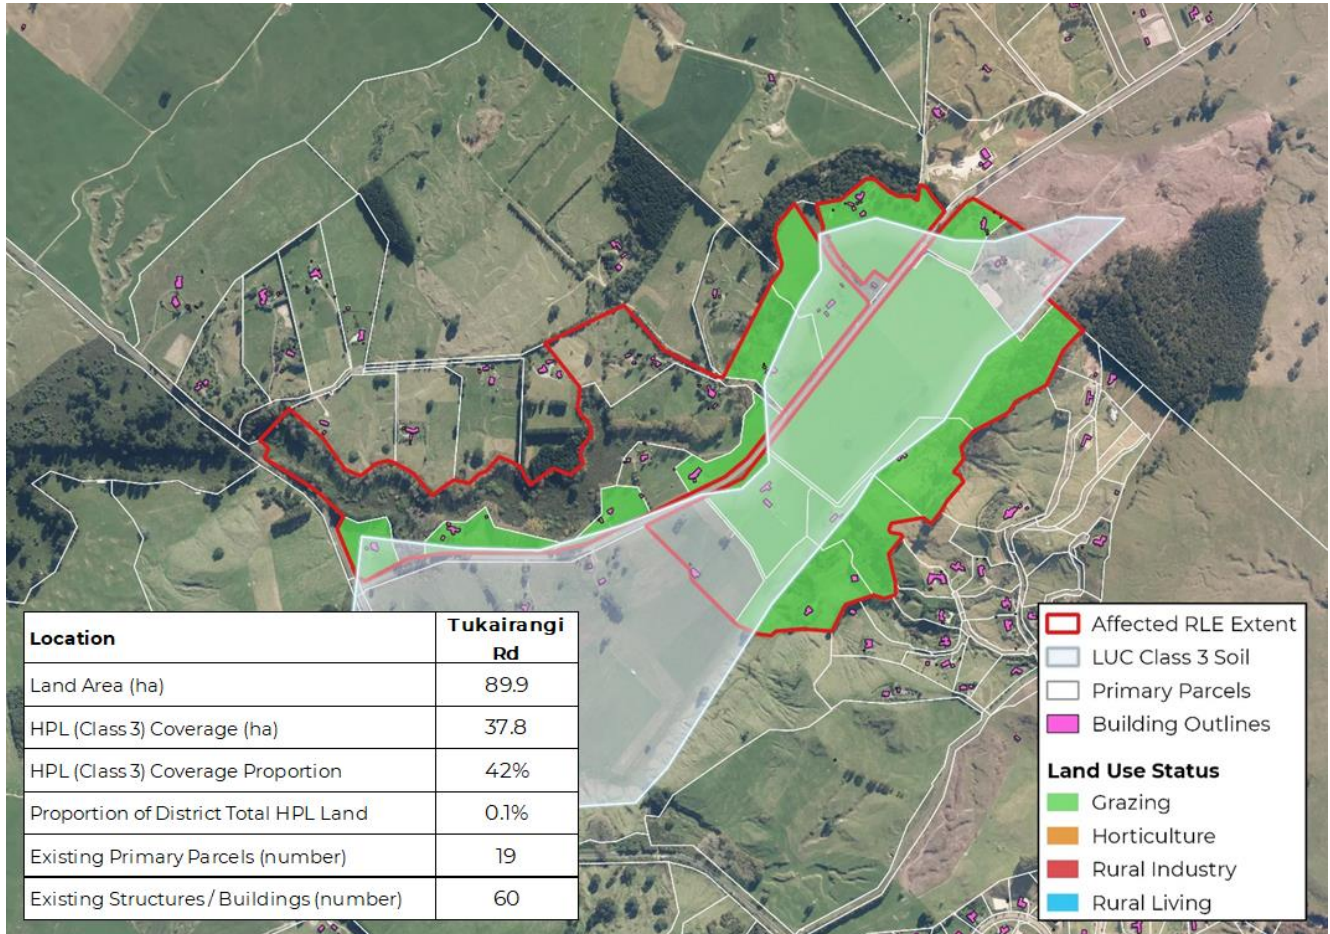 Location
Tukairangi
Rd
Land Area (ha)
89.9
HPL (Class 3) Coverage (ha)
37.8
HPL (Class 3) Coverage Proportion
42%
Proportion of District Total HPL Land
0.1%
Existing Primary Parcels (number)
19
Existing Structures / Buildings (number)
60
Affected RLE Extent
LUC Class 3 Soil
Primary Parcels
Building Outlines
Land Use Status
Grazing
Horticulture
Rural Industry
Rural Living